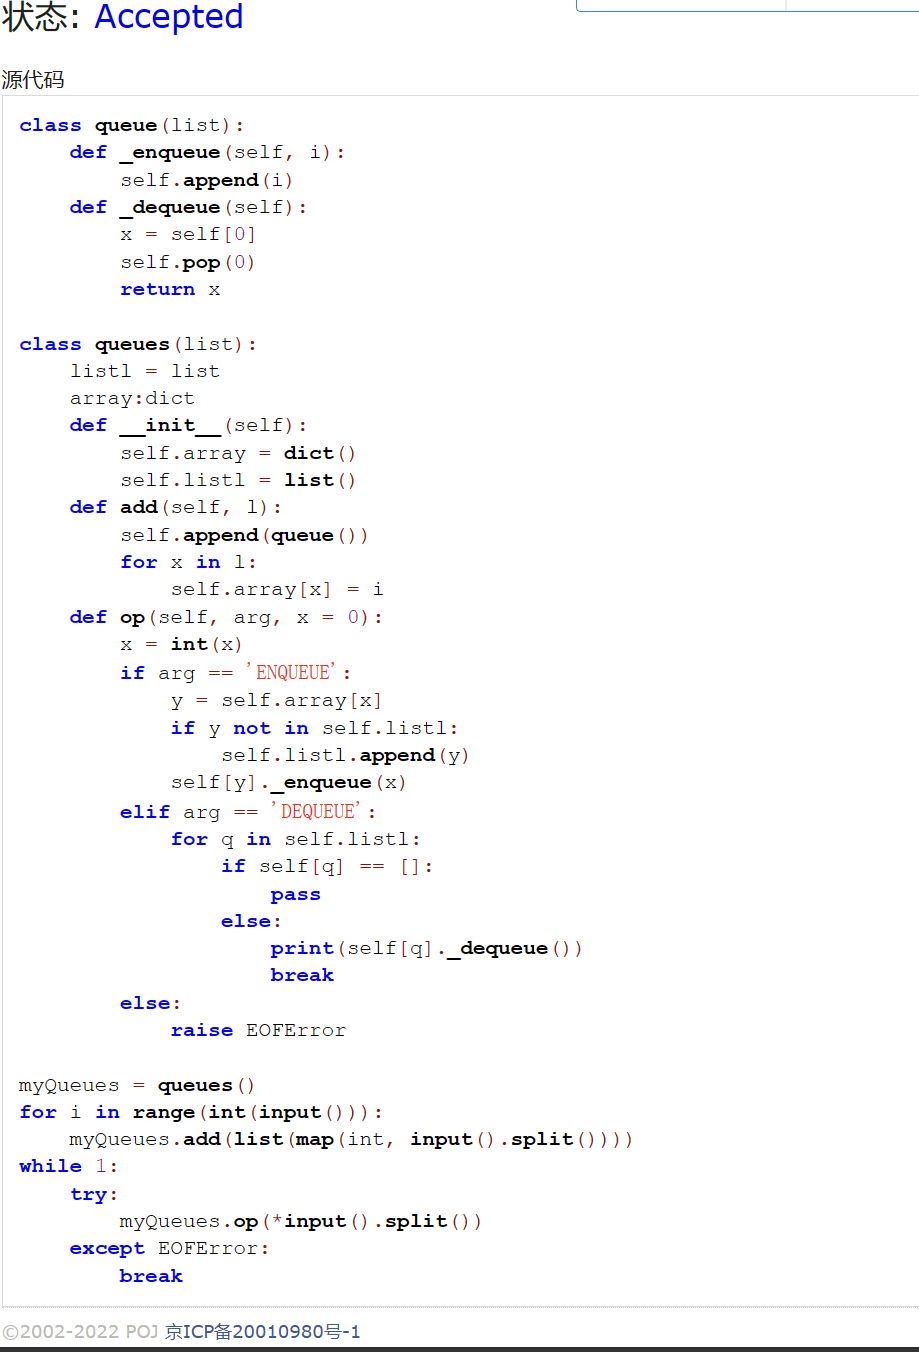 状态: Accepted
源代码
class queue(list):
    def _enqueue(self, i):
        self.append(i)
    def _dequeue(self):
        x = self[0]
        self.pop(0)
        return x

class queues(list):
    listl = list
    array:dict
    def __init__(self):
        self.array = dict()
        self.listl = list()
    def add(self, l):
        self.append(queue())
        for x in l:
            self.array[x] = i
    def op(self, arg, x = 0):
        x = int(x)
        if arg == 'ENQUEUE':
            y = self.array[x]
            if y not in self.listl:
                self.listl.append(y)
            self[y]._enqueue(x)
        elif arg == 'DEQUEUE':
            for q in self.listl:
                if self[q] == []:
                    pass
                else:
                    print(self[q]._dequeue())
                    break
        else:
            raise EOFError

myQueues = queues()
for i in range(int(input())):
    myQueues.add(list(map(int, input().split())))
while 1:
    try:
        myQueues.op(*input().split())
    except EOFError:
        break
©2002-2022 POJ 京ICP备20010980号-1